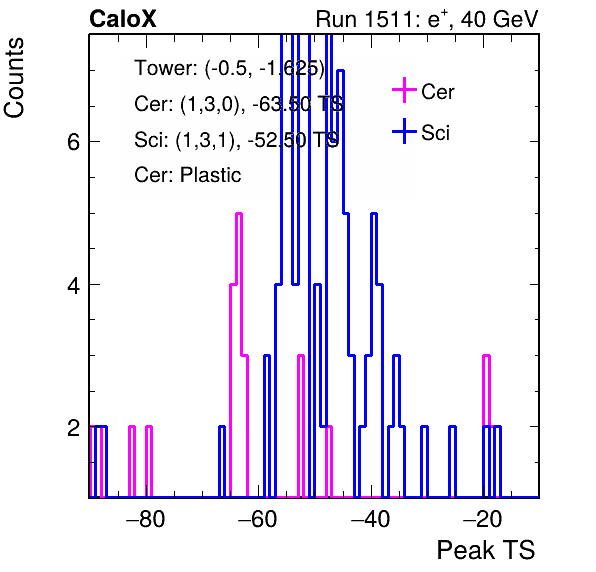 CaloX Run 1511: e⁺, 40 GeV
Counts
Tower: (-0.5, -1.625)
Cer: (1,3,0), -63.50 TS
Sci: (1,3,1), -52.50 TS
Cer: Plastic
Cer
Sci
6
4
2
−80 −60 −40 −20
Peak TS